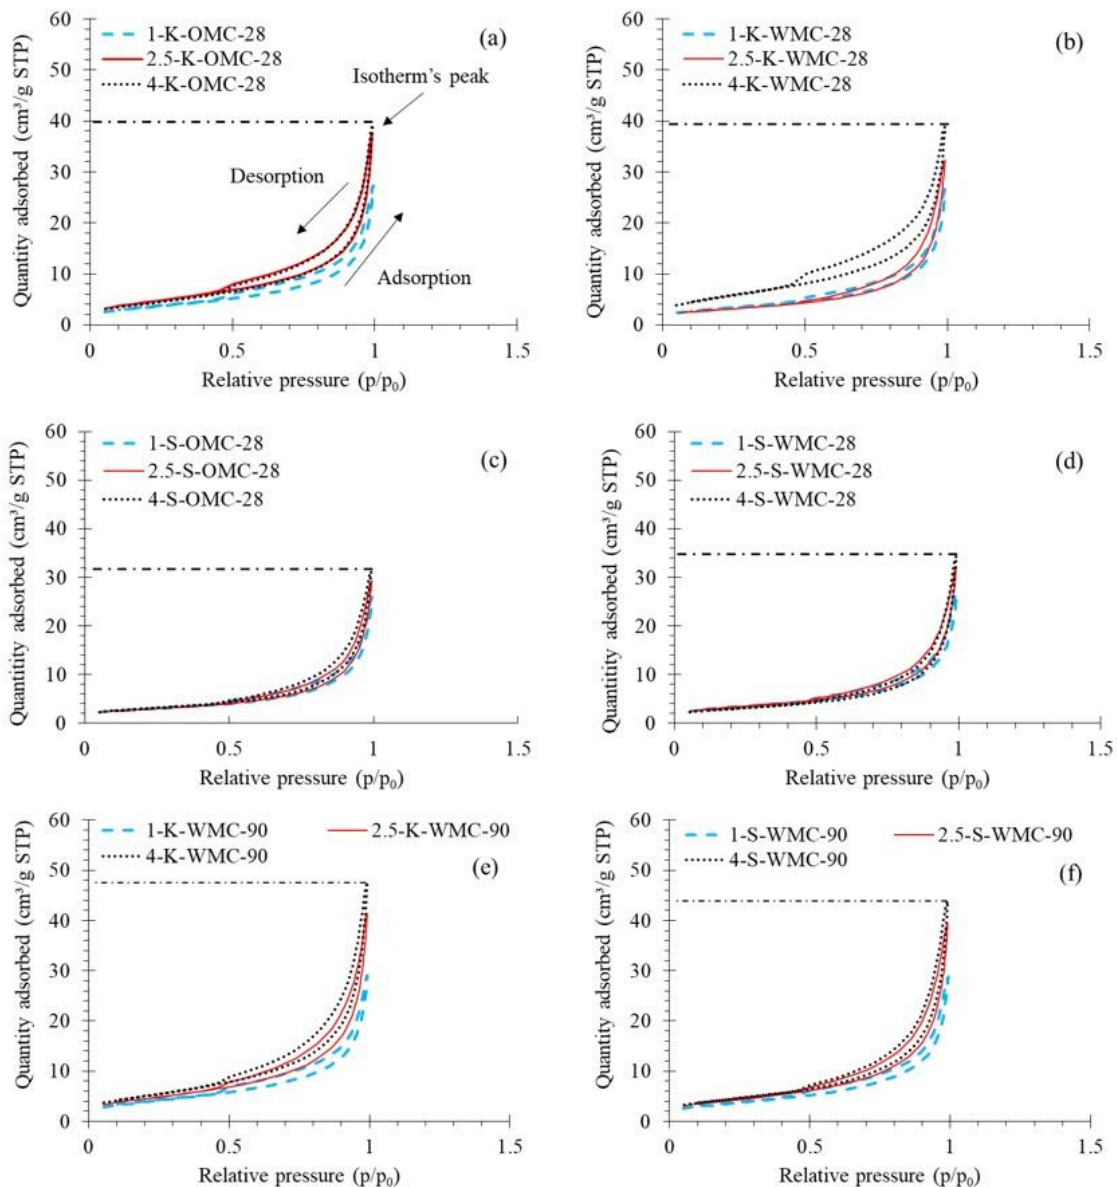 1-K-OMC-28
2.5-K-OMC-28
4-K-OMC-28
(a)
Isotherm's peak
Desorption
Adsorption
Quantity adsorbed (cm³/g STP)
60
50
40
30
20
10
0
0 0.5 1 1.5
Relative pressure (p/p₀)
1-K-WMC-28
2.5-K-WMC-28
4-K-WMC-28
(b)
Quantity adsorbed (cm³/g STP)
60
50
40
30
20
10
0
0 0.5 1 1.5
Relative pressure (p/p₀)
1-S-OMC-28
2.5-S-OMC-28
4-S-OMC-28
(c)
Quantitity adsorbed (cm³/g STP)
60
50
40
30
20
10
0
0 0.5 1 1.5
Relative pressure (p/p₀)
1-S-WMC-28
2.5-S-WMC-28
4-S-WMC-28
(d)
Quantity adsorbed (cm³/g STP)
60
50
40
30
20
10
0
0 0.5 1 1.5
Relative pressure (p/p₀)
1-K-WMC-90 2.5-K-WMC-90
4-K-WMC-90
(e)
Quantity adsorbed (cm³/g STP)
60
50
40
30
20
10
0
0 0.5 1 1.5
Relative pressure (p/p₀)
1-S-WMC-90 2.5-S-WMC-90
4-S-WMC-90
(f)
Quantity adsorbed (cm³/g STP)
60
50
40
30
20
10
0
0 0.5 1 1.5
Relative pressure (p/p₀)